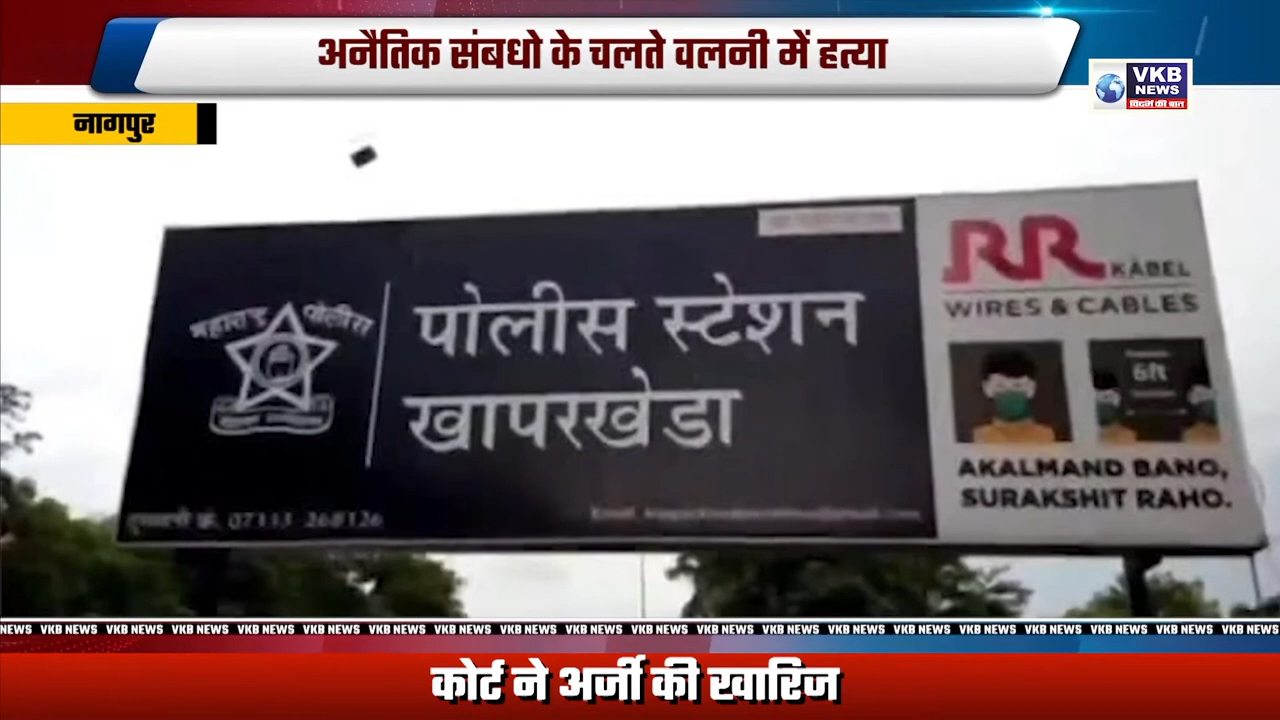 अनैतिक संबधो के चलते वलनी में हत्या
VKB
NEWS
विदर्भ की बात
नागपुर
महाराष्ट्र पोलीस
पोलीस स्टेशन
खापरखेडा
दुरध्वनी क्र. 07113 268126
RR
KABEL
WIRES & CABLES
6ft
AKALMAND BANO,
SURAKSHIT RAHO.
NEWS VKB NEWS VKB NEWS VKB NEWS VKB NEWS VKB NEWS VKB NEWS VKB NEWS VKB NEWS VKB NEWS VKB NEWS VKB NEWS VKB NEWS VKB NEWS VKB NEWS VKB NEWS VKB NEWS VKB NEWS VKB NEWS VKB NEWS
कोर्ट ने अर्जी की खारिज